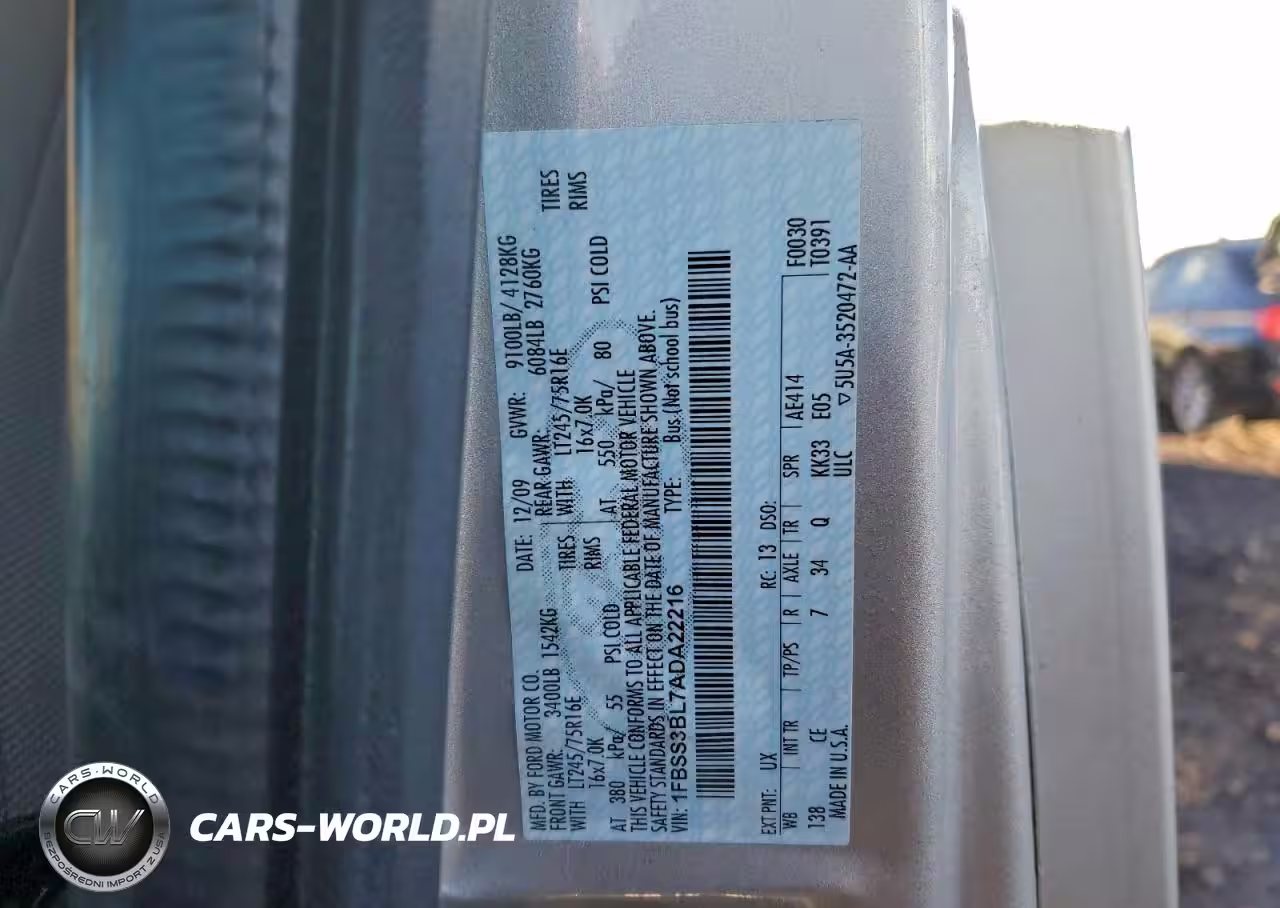 MFD. BY FORD MOTOR CO.
DATE: 12/09 GVWR: 9100LB/ 4128KG
FRONT GAWR: 3400LB 1542KG REAR GAWR: 6084LB 2760KG
WITH LT245/75R16E TIRES WITH LT245/75R16E TIRES
16x7.0K RIMS 16x7.0K RIMS
AT 380 kPa/ 55 PSI COLD AT 550 kPa/ 80 PSI COLD
THIS VEHICLE CONFORMS TO ALL APPLICABLE FEDERAL MOTOR VEHICLE
SAFETY STANDARDS IN EFFECT ON THE DATE OF MANUFACTURE SHOWN ABOVE.
VIN: 1FBSS3BL7ADA22216 TYPE: Bus (Not school bus)
EXT PNT: UX RC: 13 DSO:
WB INT TR TP/PS R AXLE TR SPR F0030
138 CE 7 34 Q KK33 AE414 E05 T0391
MADE IN U.S.A. ULC ▽5U5A-3520472-AA
CARS-WORLD
CW
BEZPOŚREDNI IMPORT Z USA
CARS-WORLD.PL